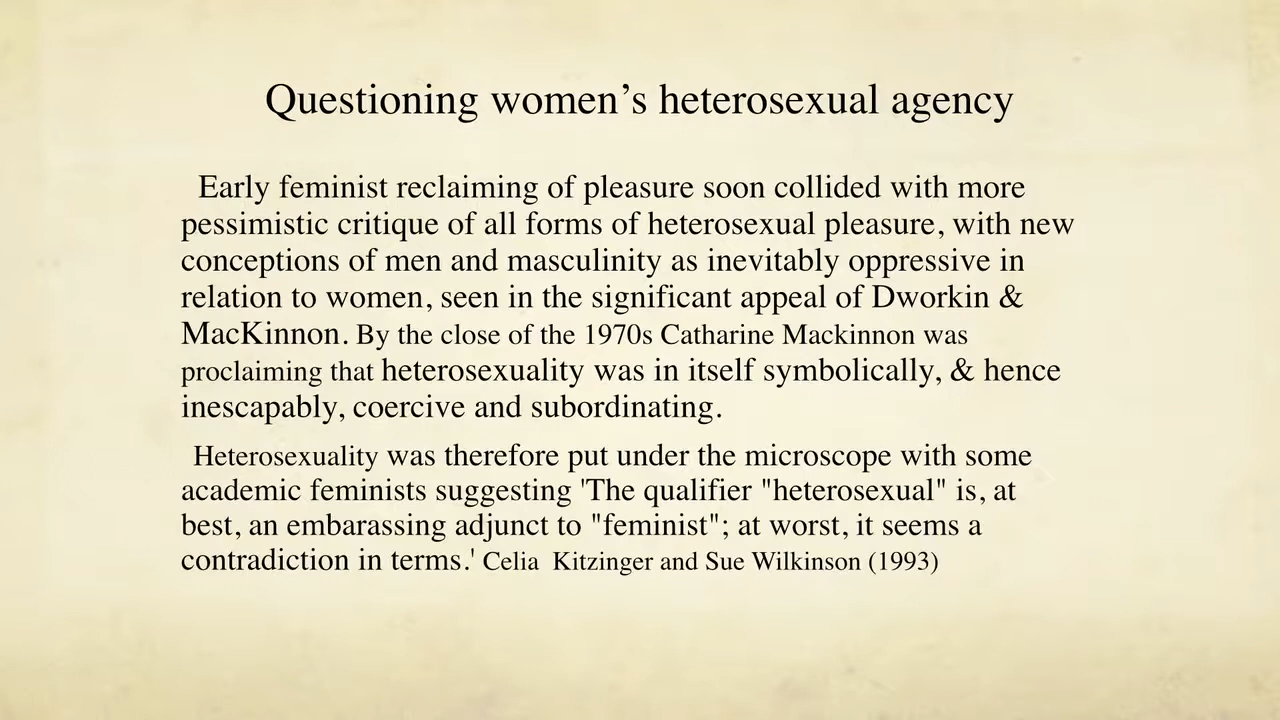 Questioning women’s heterosexual agency
Early feminist reclaiming of pleasure soon collided with more
pessimistic critique of all forms of heterosexual pleasure, with new
conceptions of men and masculinity as inevitably oppressive in
relation to women, seen in the significant appeal of Dworkin &
MacKinnon. By the close of the 1970s Catharine Mackinnon was
proclaiming that heterosexuality was in itself symbolically, & hence
inescapably, coercive and subordinating.
Heterosexuality was therefore put under the microscope with some
academic feminists suggesting 'The qualifier "heterosexual" is, at
best, an embarassing adjunct to "feminist"; at worst, it seems a
contradiction in terms.' Celia Kitzinger and Sue Wilkinson (1993)